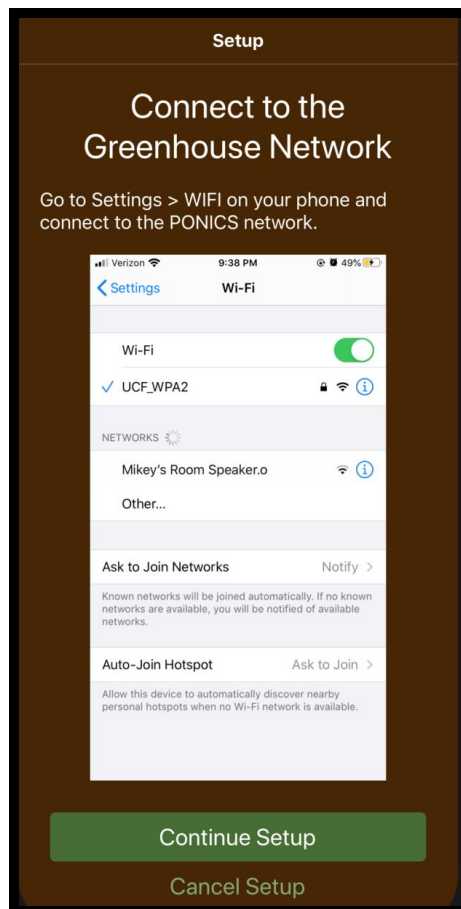 Setup
Connect to the
Greenhouse Network
Go to Settings > WIFI on your phone and
connect to the PONICS network.
Verizon 9:38 PM 49%
Settings Wi-Fi
Wi-Fi
UCF_WPA2
NETWORKS
Mikey's Room Speaker.o
Other...
Ask to Join Networks Notify >
Known networks will be joined automatically. If no known
networks are available, you will be notified of available
networks.
Auto-Join Hotspot Ask to Join >
Allow this device to automatically discover nearby
personal hotspots when no Wi-Fi network is available.
Continue Setup
Cancel Setup